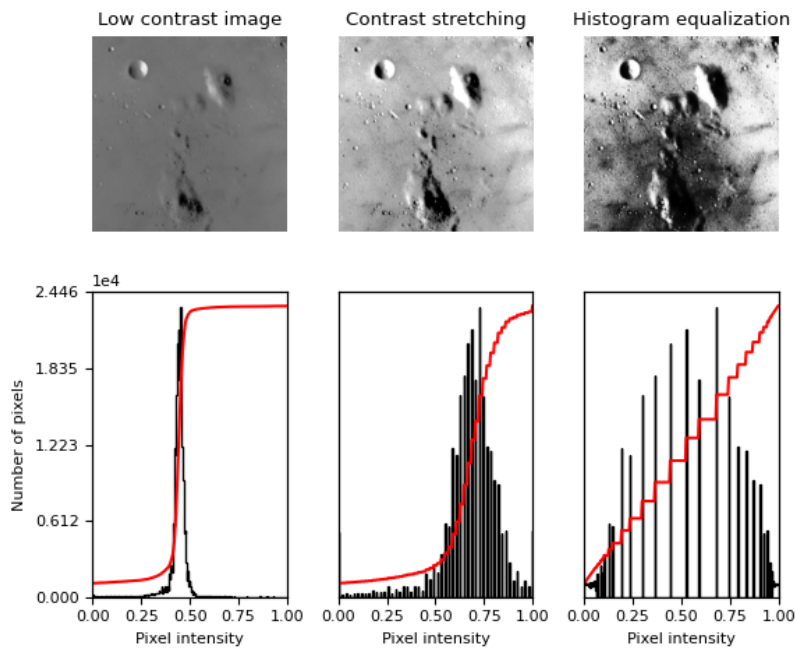 Low contrast image
Contrast stretching
Histogram equalization
1e4
2.446
1.835
1.223
0.612
0.000
Number of pixels
0.00 0.25 0.50 0.75 1.00
0.00 0.25 0.50 0.75 1.00
0.00 0.25 0.50 0.75 1.00
Pixel intensity
Pixel intensity
Pixel intensity